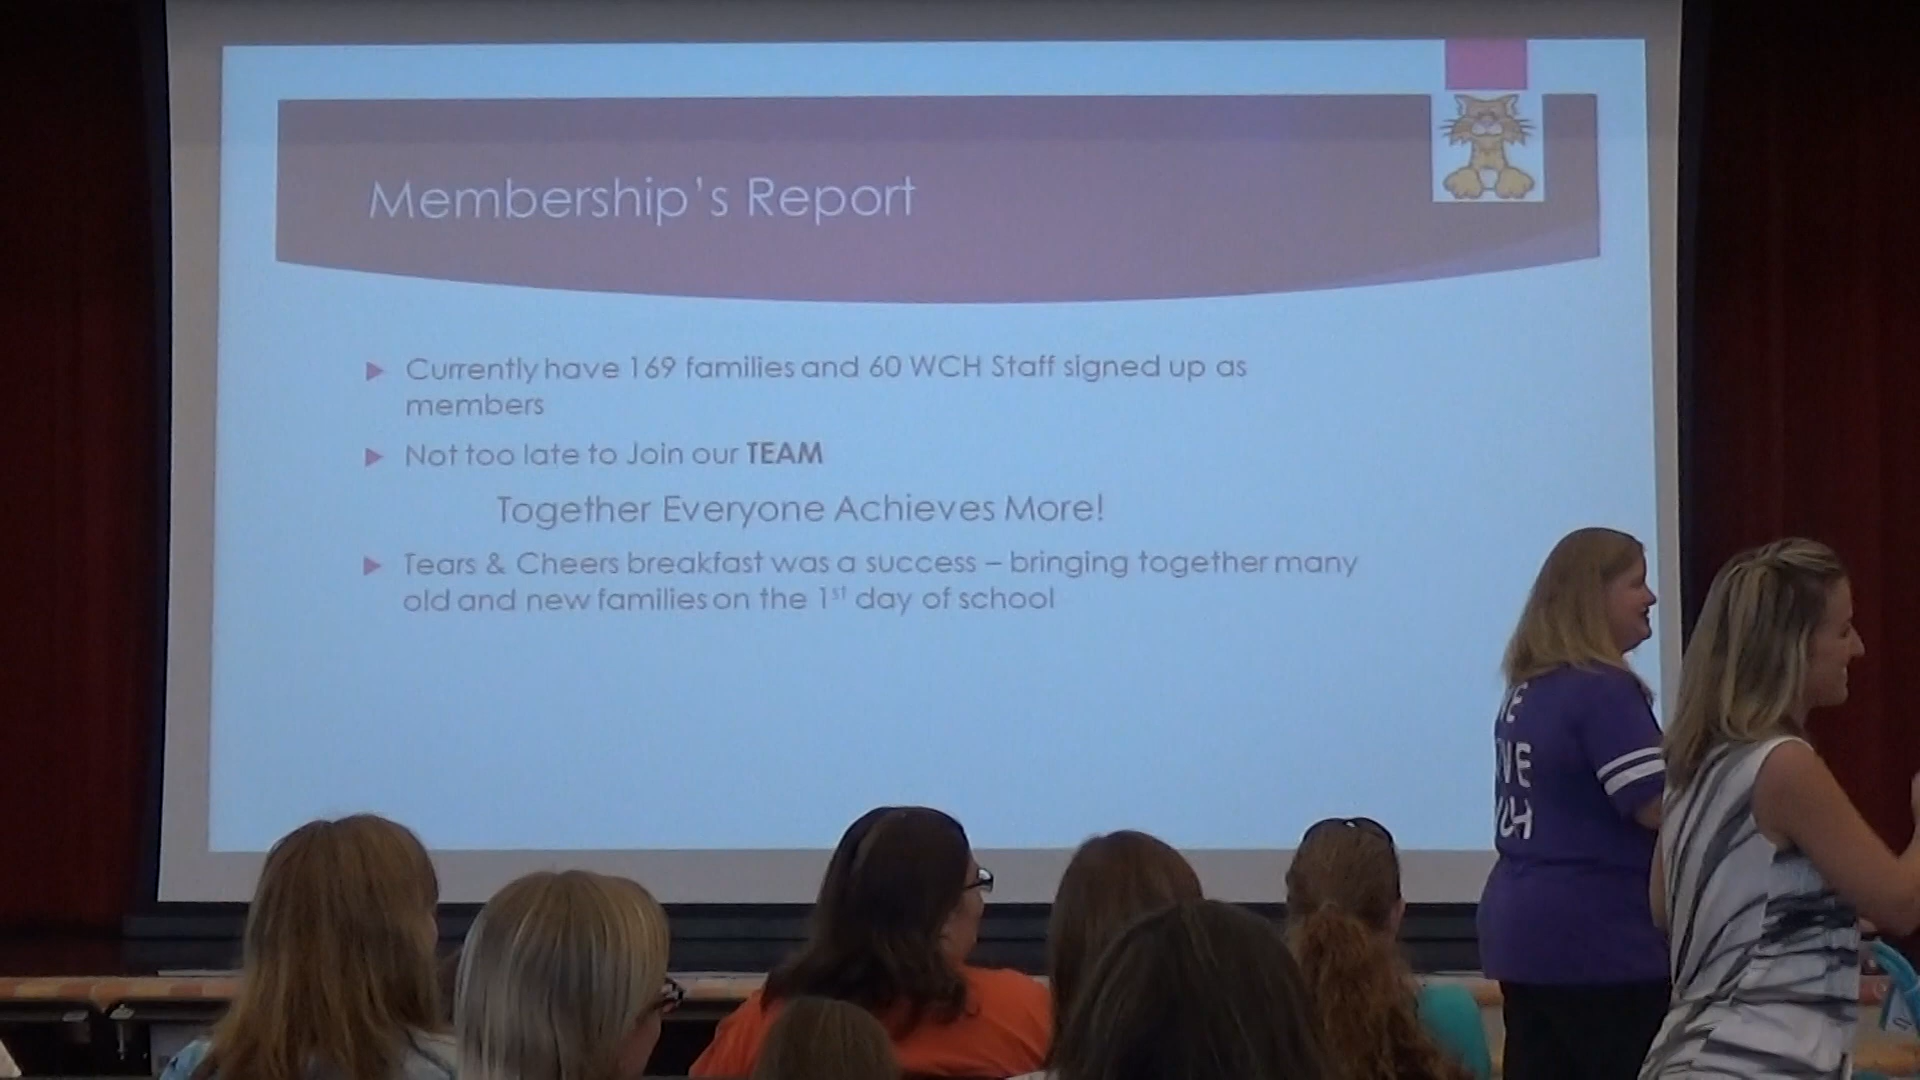 Membership's Report
Currently have 169 families and 60 WCH Staff signed up as
members
Not too late to Join our TEAM
Together Everyone Achieves More!
Tears & Cheers breakfast was a success – bringing together many
old and new families on the 1st day of school